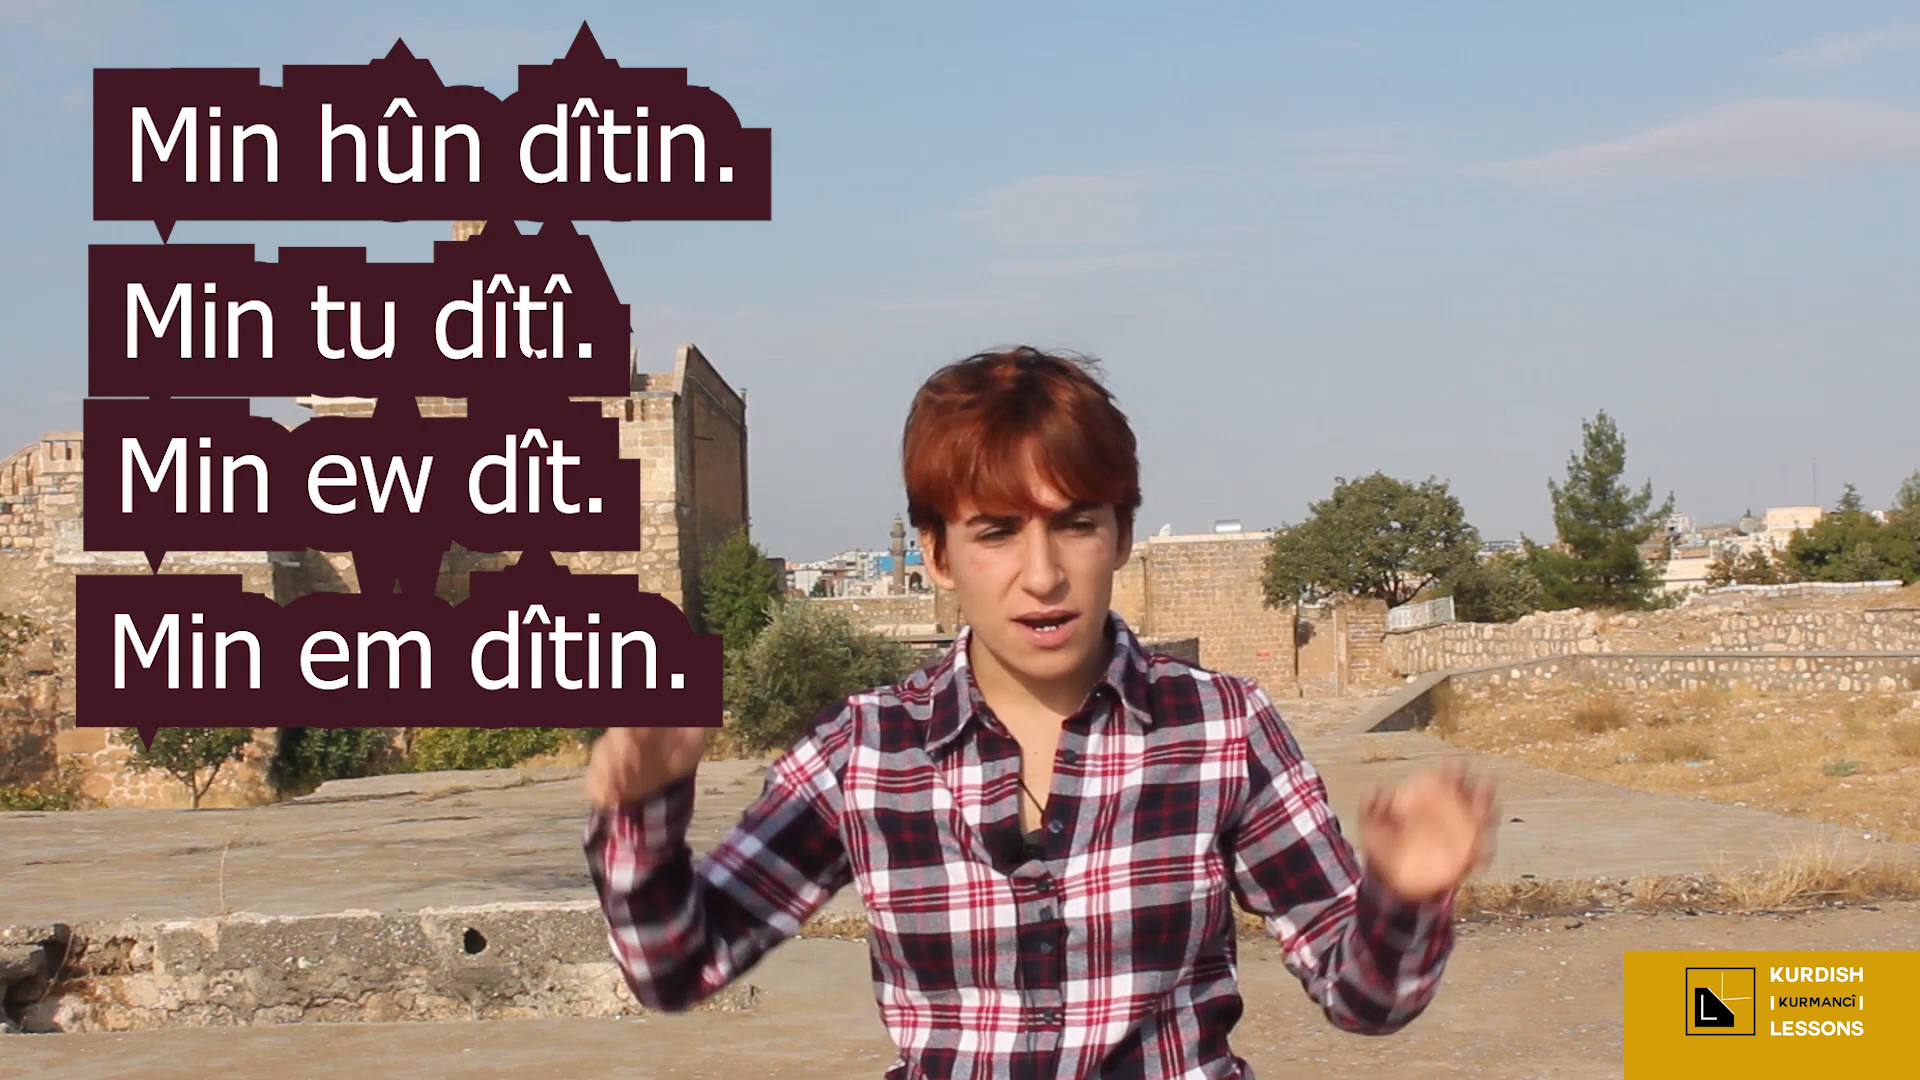 Min hûn dîtin.
Min tu dîtî.
Min ew dît.
Min em dîtin.
KURDISH
| KURMANCÎ |
LESSONS